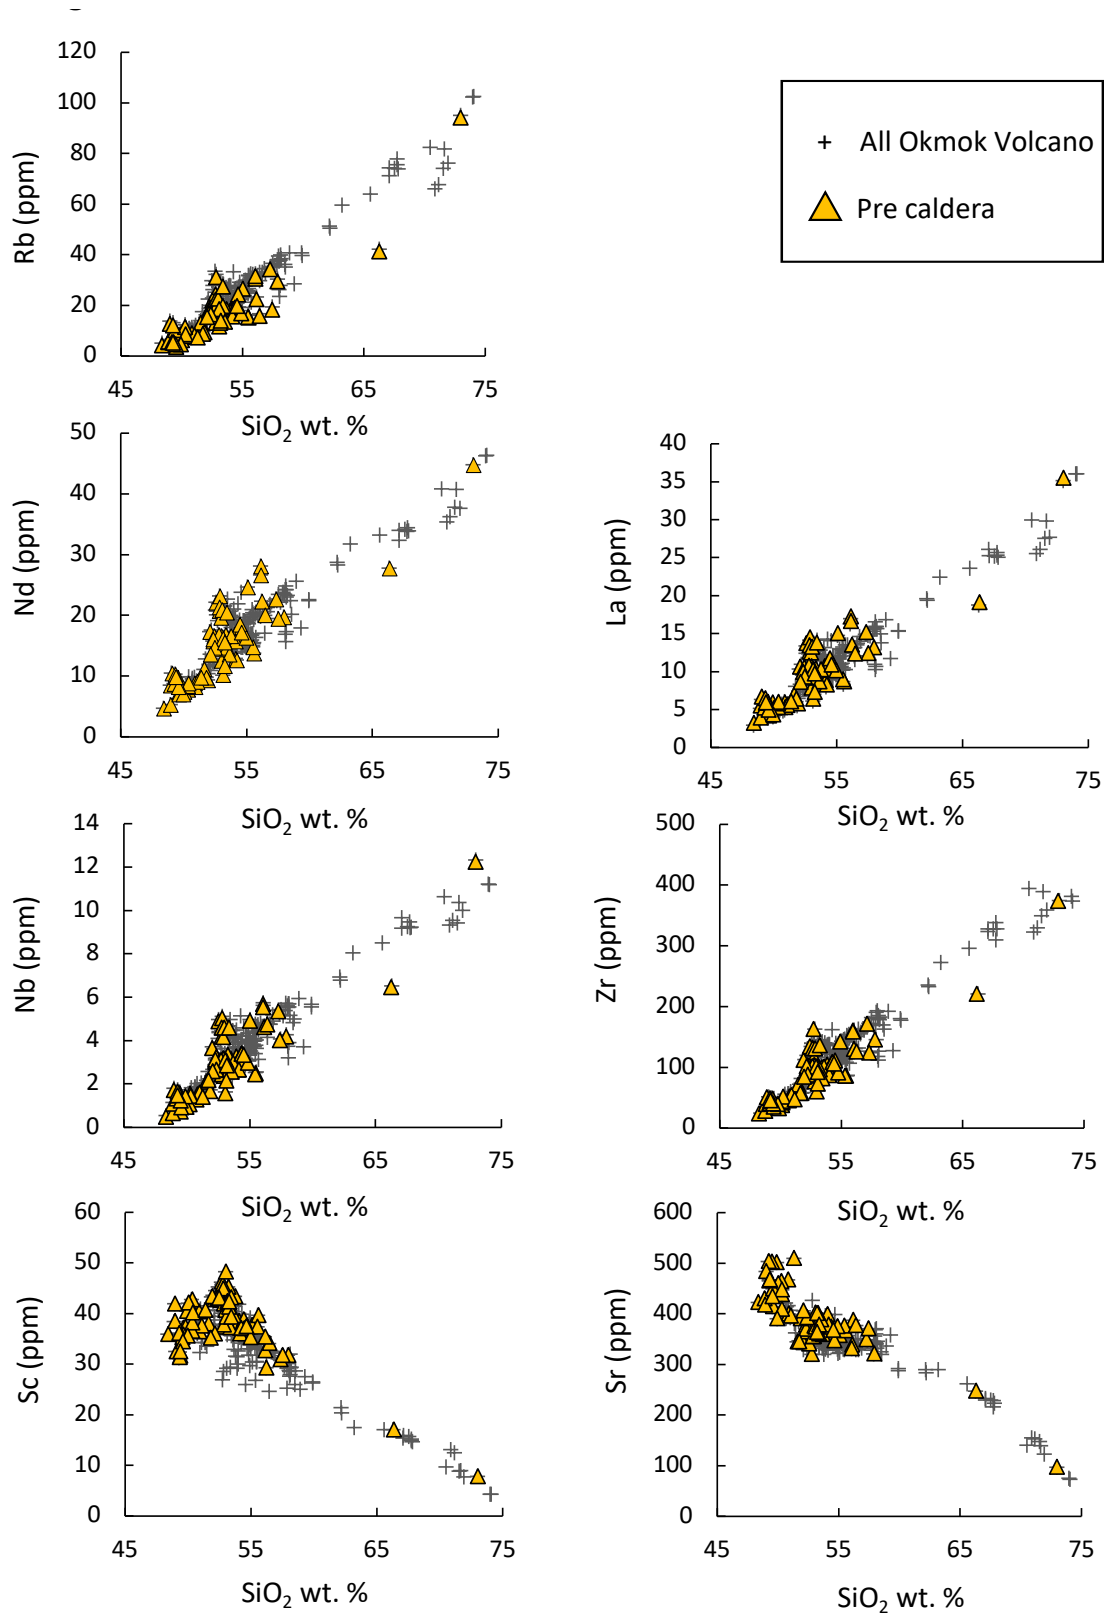 120
100
80
60
40
20
0
Rb (ppm)
45 55 65 75
SiO₂ wt. %
+ All Okmok Volcano
Pre caldera
50
40
30
20
10
0
Nd (ppm)
45 55 65 75
SiO₂ wt. %
40
35
30
25
20
15
10
5
0
La (ppm)
45 55 65 75
SiO₂ wt. %
14
12
10
8
6
4
2
0
Nb (ppm)
45 55 65 75
SiO₂ wt. %
500
400
300
200
100
0
Zr (ppm)
45 55 65 75
SiO₂ wt. %
60
50
40
30
20
10
0
Sc (ppm)
45 55 65 75
SiO₂ wt. %
600
500
400
300
200
100
0
Sr (ppm)
45 55 65 75
SiO₂ wt. %